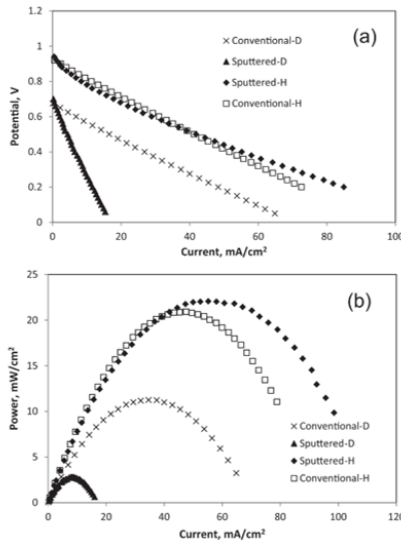 (a)
1.2
1
0.8
0.6
0.4
0.2
0
Potential, V
Conventional-D
Sputtered-D
Sputtered-H
Conventional-H
0
20
40
60
80
100
Current, mA/cm²
(b)
25
20
15
10
5
0
Power, mW/cm²
Conventional-D
Sputtered-D
Sputtered-H
Conventional-H
0
20
40
60
80
100
120
Current, mA/cm²